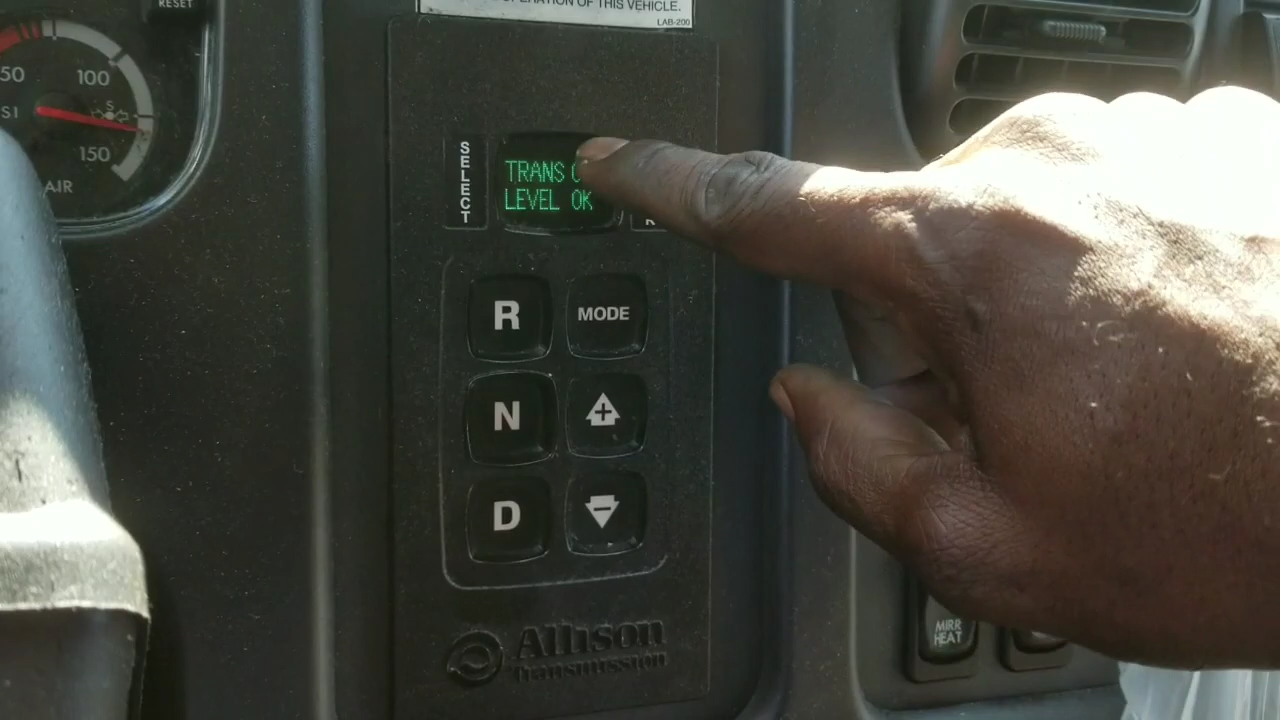 RESET
OPERATION OF THIS VEHICLE.
LAB-200
50
100
S
150
AIR
SELECT
TRANS
LEVEL OK
R
MODE
N
+
D
-
Allison
Transmission
MIRR
HEAT